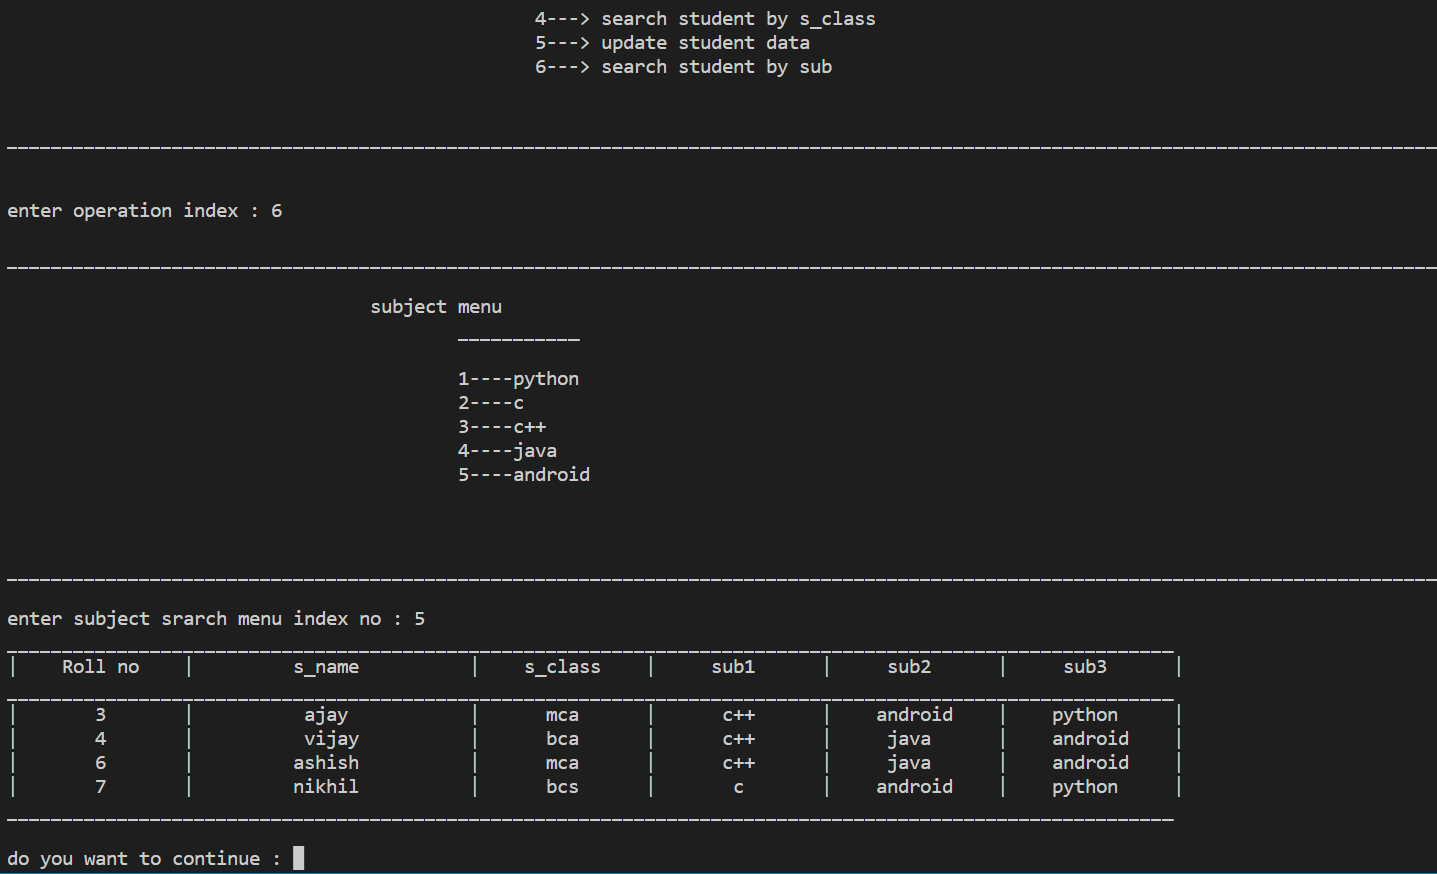 4---> search student by s_class
5---> update student data
6---> search student by sub
enter operation index : 6
subject menu
___________
1----python
2----c
3----c++
4----java
5----android
enter subject srarch menu index no : 5
| Roll no | s_name | s_class | sub1 | sub2 | sub3 |
| 3 | ajay | mca | c++ | android | python |
| 4 | vijay | bca | c++ | java | android |
| 6 | ashish | mca | c++ | java | android |
| 7 | nikhil | bcs | c | android | python |
do you want to continue :